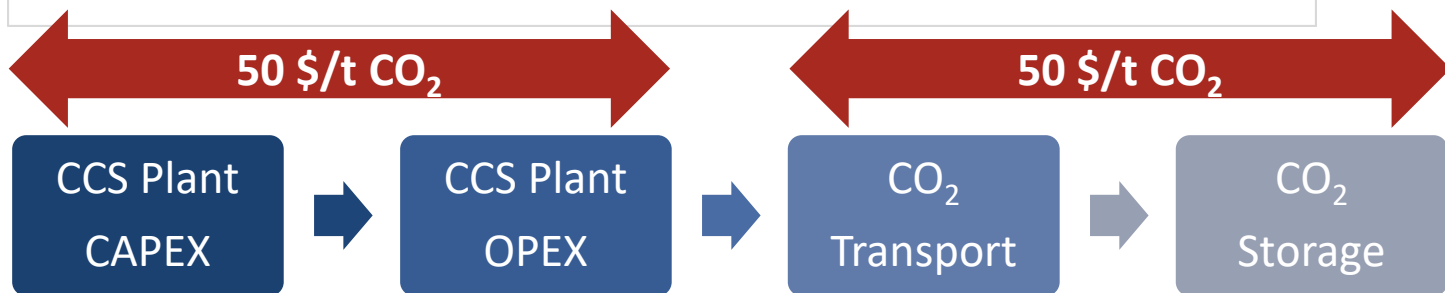 50 $/t CO₂
50 $/t CO₂
CCS Plant
CAPEX
CCS Plant
OPEX
CO₂
Transport
CO₂
Storage